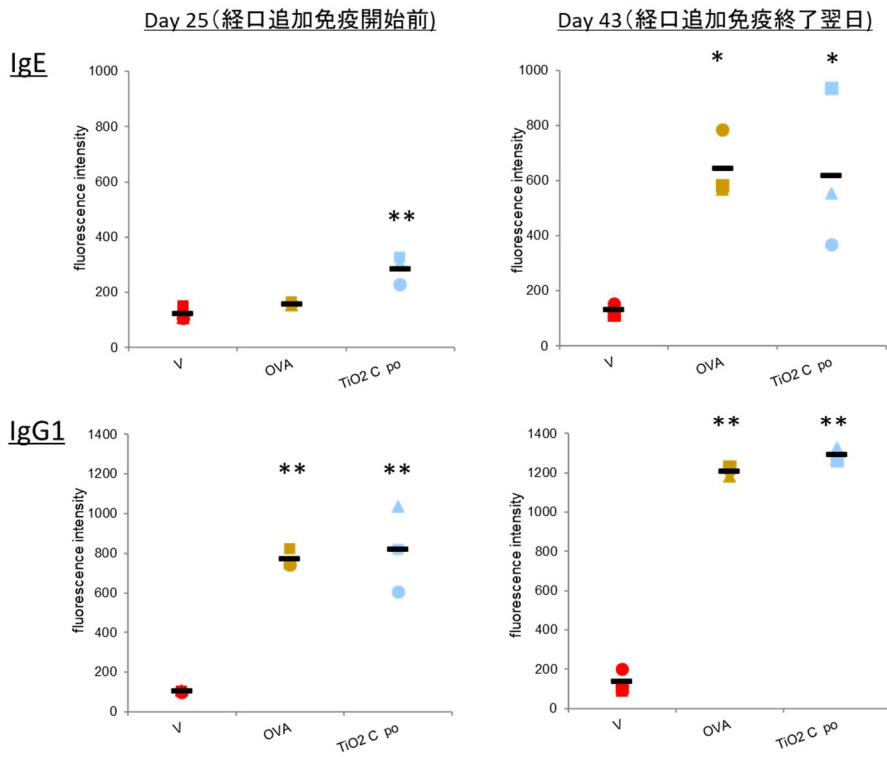 Day 25(経口追加免疫開始前)
Day 43(経口追加免疫終了翌日)
IgE
fluorescence intensity
1000
800
600
400
200
0
**
V
OVA
TiO2 C po
fluorescence intensity
1000
800
600
400
200
0
*
*
V
OVA
TiO2 C po
IgG1
fluorescence intensity
1400
1200
1000
800
600
400
200
0
**
**
V
OVA
TiO2 C po
fluorescence intensity
1400
1200
1000
800
600
400
200
0
**
**
V
OVA
TiO2 C po